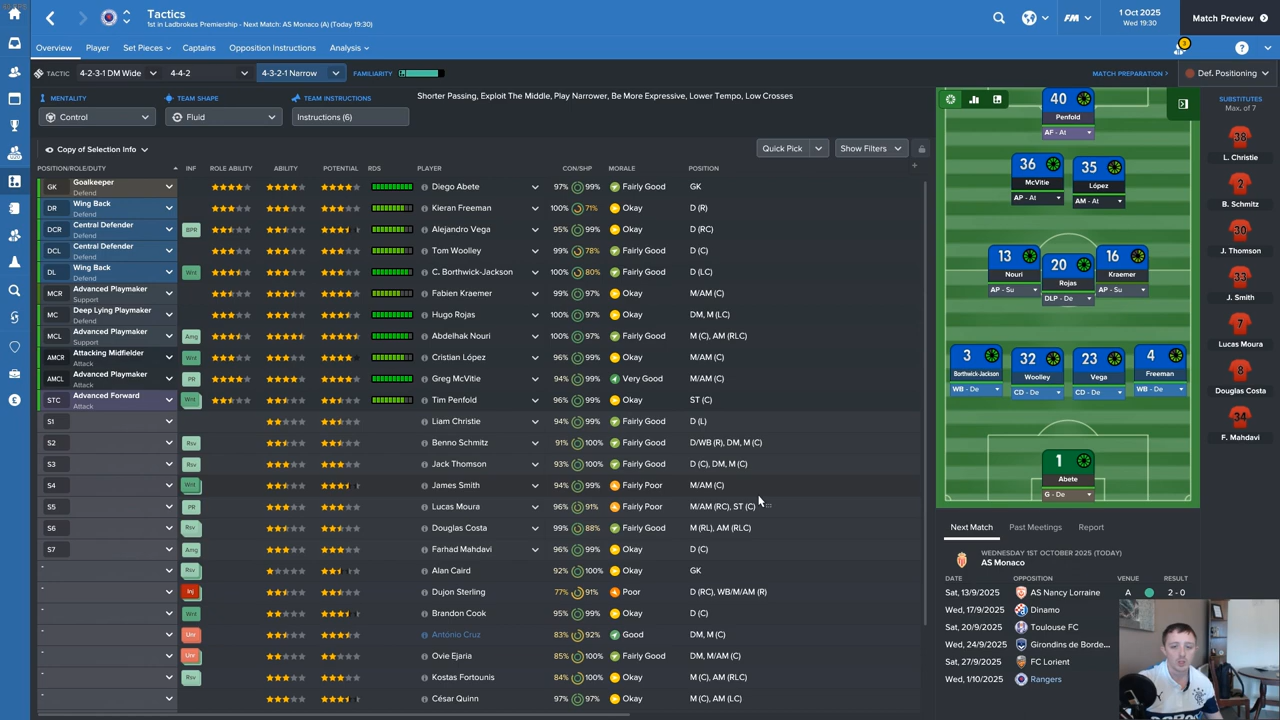 Tactics
1st in Ladbrokes Premiership - Next Match: AS Monaco (A) (Today 19:30)
FM
1 Oct 2025
Wed 19:30
Match Preview
Overview Player Set Pieces Captains Opposition Instructions Analysis
3
?
TACTIC 4-2-3-1 DM Wide 4-4-2 4-3-2-1 Narrow FAMILIARITY
MATCH PREPARATION > Def. Positioning
MENTALITY TEAM SHAPE TEAM INSTRUCTIONS
Control Fluid Instructions (6)
Shorter Passing, Exploit The Middle, Play Narrower, Be More Expressive, Lower Tempo, Low Crosses
Copy of Selection Info
Quick Pick Show Filters
POSITION/ROLE/DUTY INF ROLE ABILITY ABILITY POTENTIAL RDS PLAYER CON/SHP MORALE POSITION
GK Goalkeeper Defend Diego Abete 97% 99% Fairly Good GK
DR Wing Back Defend Kieran Freeman 100% 71% Okay D (R)
DCR Central Defender Defend BPR Alejandro Vega 95% 99% Okay D (RC)
DCL Central Defender Defend Tom Woolley 99% 78% Fairly Good D (C)
DL Wing Back Defend Wnt C. Borthwick-Jackson 100% 80% Fairly Good D (LC)
MCR Advanced Playmaker Support Fabien Kraemer 99% 97% Okay M/AM (C)
MC Deep Lying Playmaker Defend Hugo Rojas 100% 97% Okay DM, M (LC)
MCL Advanced Playmaker Support Amg Abdelhak Nouri 100% 97% Fairly Good M (C), AM (RLC)
AMCR Attacking Midfielder Attack Wnt Cristian López 96% 99% Okay M/AM (C)
AMCL Advanced Playmaker Attack PR Greg McVitie 94% 99% Very Good M/AM (C)
STC Advanced Forward Attack Wnt Tim Penfold 96% 99% Okay ST (C)
S1 Liam Christie 94% 99% Fairly Good D (L)
S2 Rsv Benno Schmitz 91% 100% Fairly Good D/WB (R), DM, M (C)
S3 Rsv Jack Thomson 93% 100% Fairly Good D (C), DM, M (C)
S4 Wnt James Smith 94% 99% Fairly Poor M/AM (C)
S5 PR Lucas Moura 96% 91% Fairly Poor M/AM (RC), ST (C)
S6 Rsv Douglas Costa 99% 88% Fairly Good M (RL), AM (RLC)
S7 Amg Farhad Mahdavi 96% 99% Okay D (C)
- Rsv Alan Caird 92% 100% Okay GK
- Inj Dujon Sterling 77% 91% Poor D (RC), WB/M/AM (R)
- Wnt Brandon Cook 95% 99% Okay D (C)
- Unr António Cruz 83% 92% Good DM, M (C)
- Unr Ovie Ejaria 85% 100% Fairly Good DM, M/AM (C)
- Rsv Kostas Fortounis 84% 100% Okay M (C), AM (RLC)
- César Quinn 97% 97% Okay M (C), AM (LC)
40
Penfold
AF - At
36 35
McVitie López
AP - At AM - At
13 20 16
Nouri Rojas Kraemer
AP - Su DLP - De AP - Su
3 32 23 4
Borthwick-Jackson Woolley Vega Freeman
WB - De CD - De CD - De WB - De
1
Abete
G - De
SUBSTITUTES
Max. of 7
38
L. Christie
2
B. Schmitz
30
J. Thomson
33
J. Smith
7
Lucas Moura
8
Douglas Costa
34
F. Mahdavi
Next Match Past Meetings Report
WEDNESDAY 1ST OCTOBER 2025 (TODAY)
AS Monaco
DATE OPPOSITION VENUE RESULT
Sat, 13/9/2025 AS Nancy Lorraine A 2 - 0
Wed, 17/9/2025 Dinamo
Sat, 20/9/2025 Toulouse FC
Wed, 24/9/2025 Girondins de Borde...
Sat, 27/9/2025 FC Lorient
Wed, 1/10/2025 Rangers